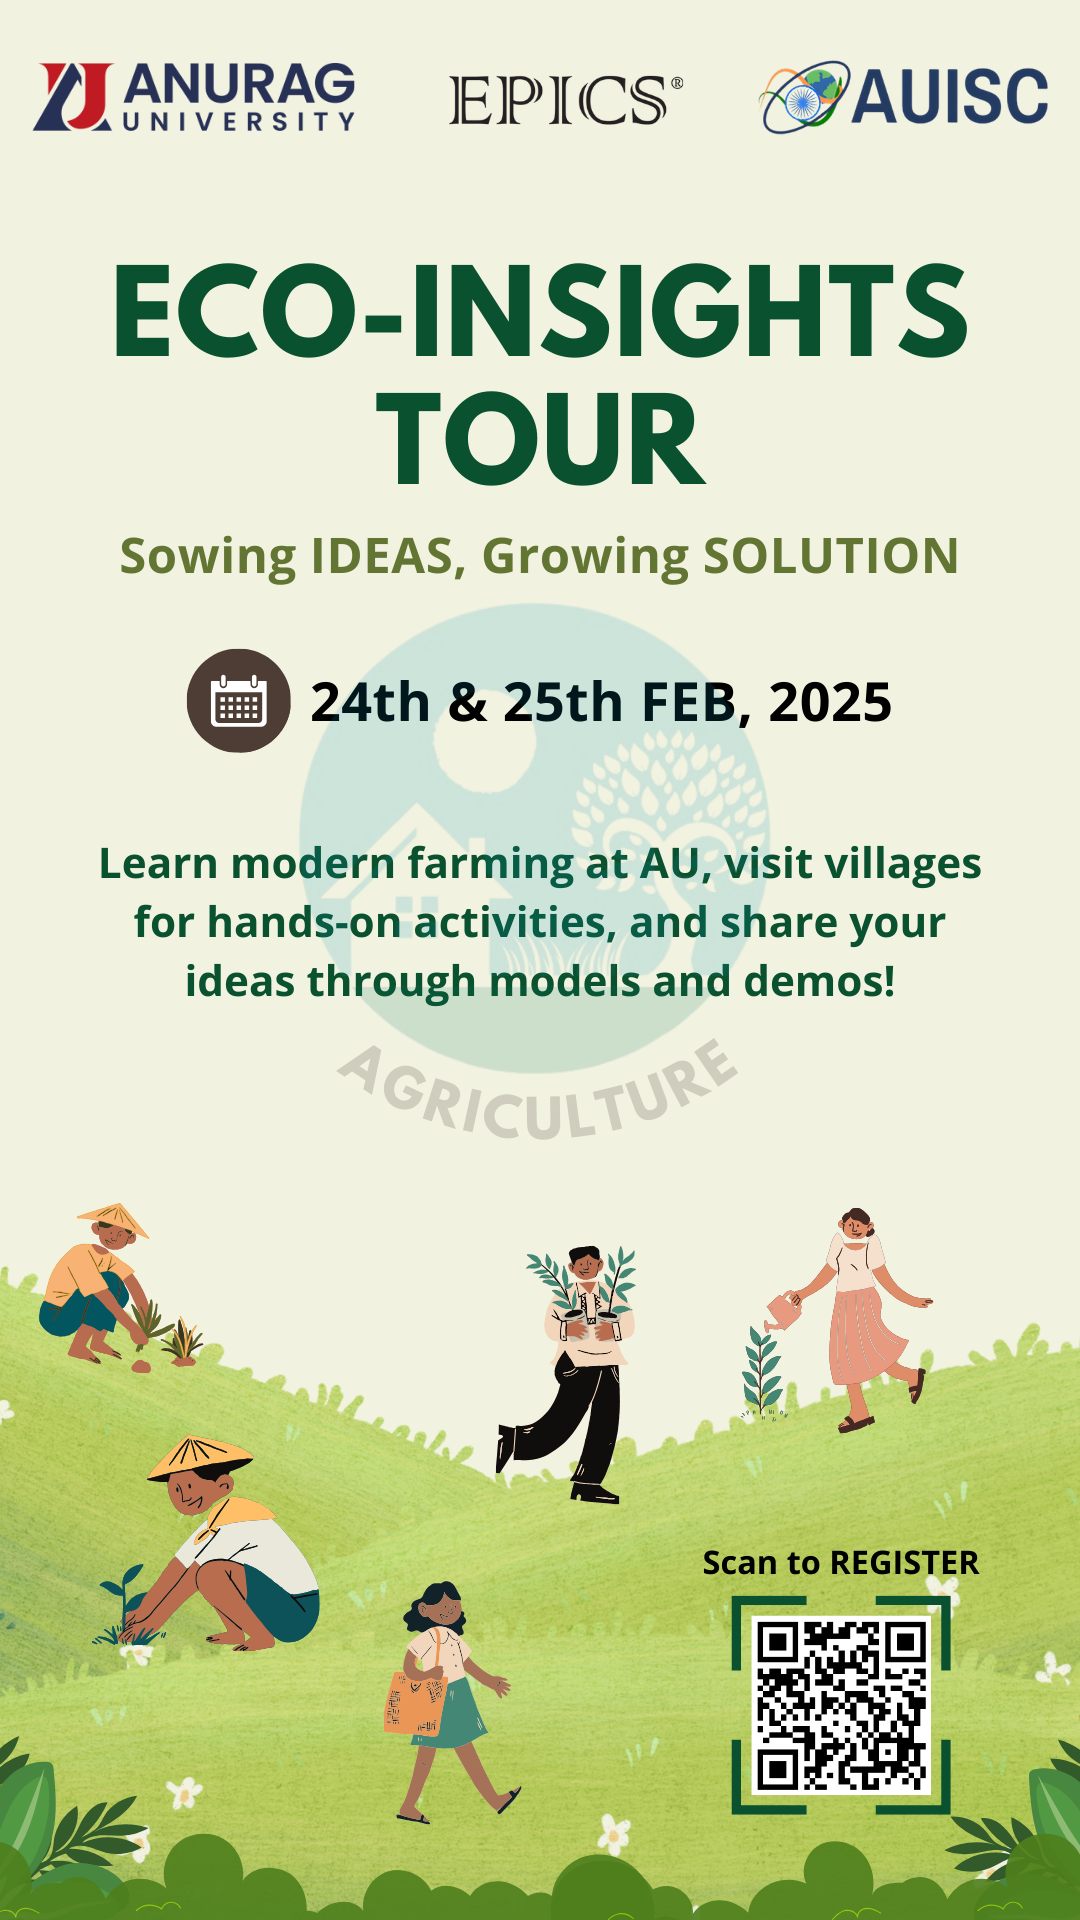 ANURAG
UNIVERSITY
EPICS®
AUISC
ECO-INSIGHTS
TOUR
Sowing IDEAS, Growing SOLUTION
24th & 25th FEB, 2025
Learn modern farming at AU, visit villages
for hands-on activities, and share your
ideas through models and demos!
AGRICULTURE
Scan to REGISTER